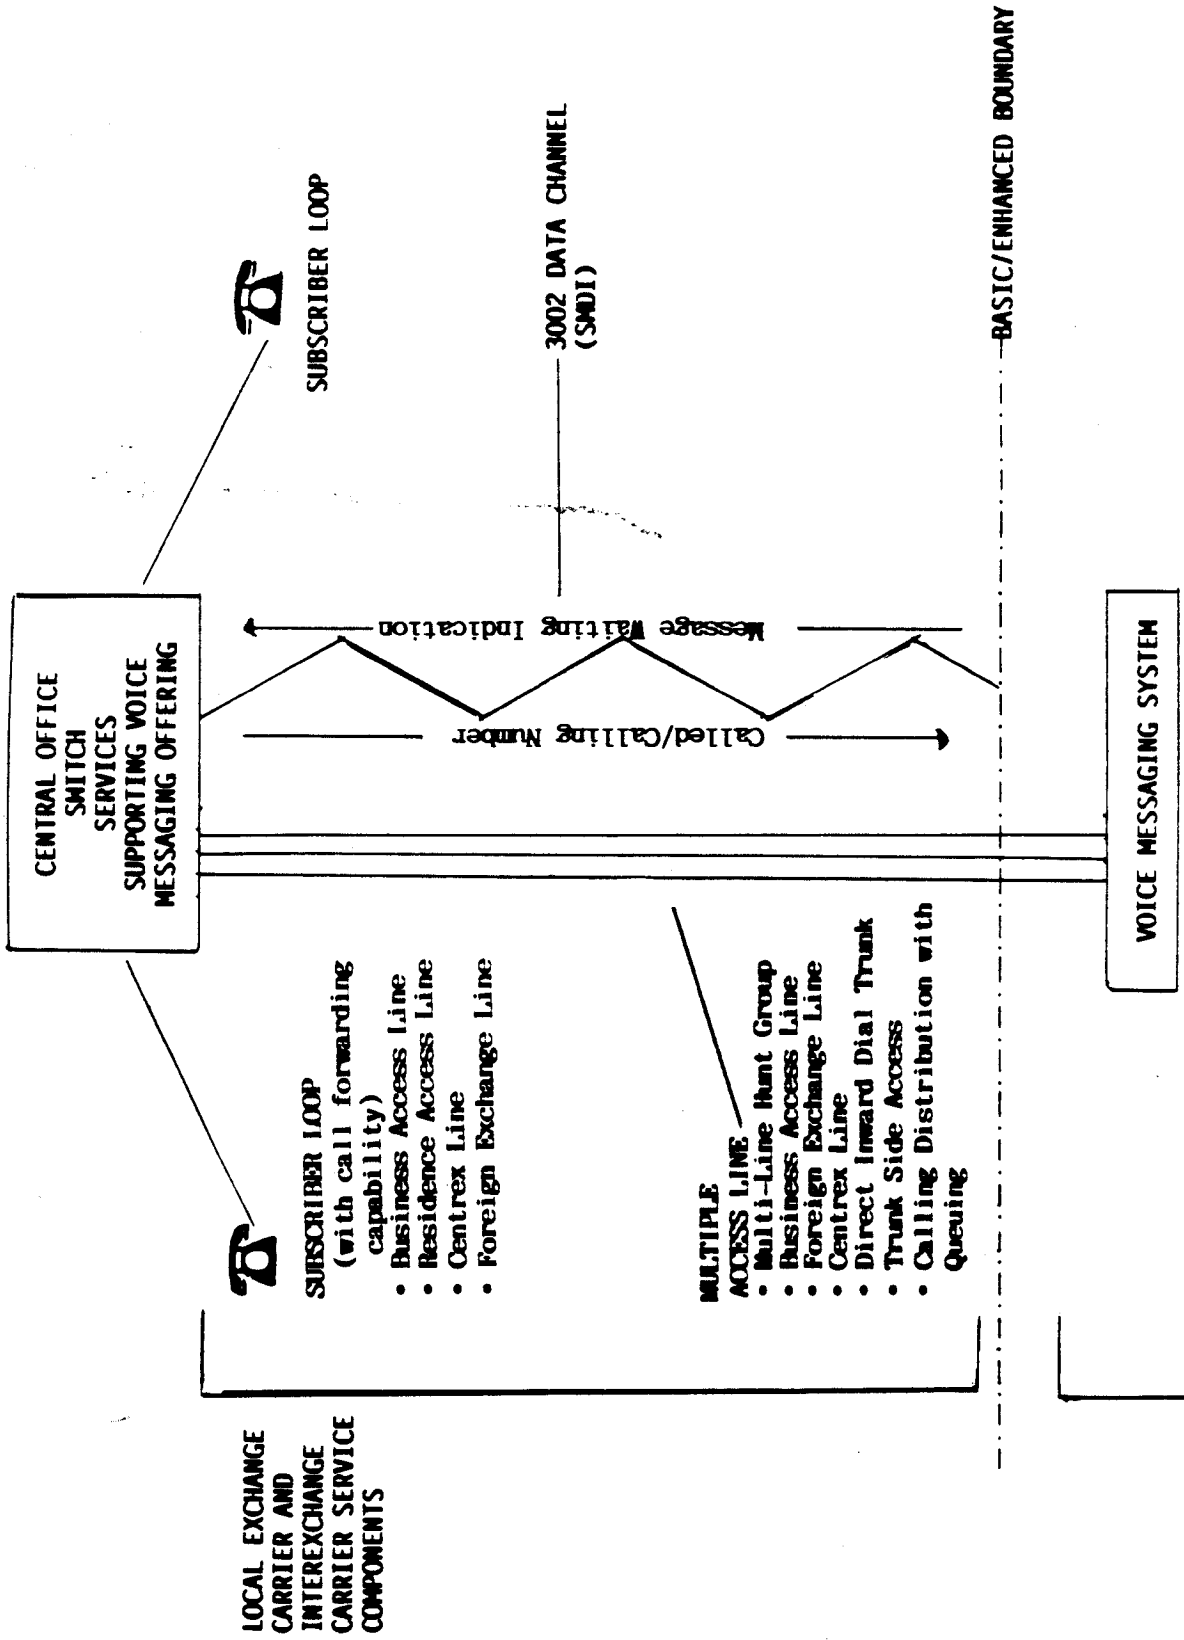 CENTRAL OFFICE
SWITCH
SERVICES
SUPPORTING VOICE
MESSAGING OFFERING
SUBSCRIBER LOOP
LOCAL EXCHANGE
CARRIER AND
INTEREXCHANGE
CARRIER SERVICE
COMPONENTS
SUBSCRIBER LOOP
(with call forwarding
capability)
• Business Access Line
• Residence Access Line
• Centrex Line
• Foreign Exchange Line
Called/Calling Number
Message Waiting Indication
3002 DATA CHANNEL
(SMDI)
MULTIPLE
ACCESS LINE
• Multi-Line Hunt Group
• Business Access Line
• Foreign Exchange Line
• Centrex Line
• Direct Inward Dial Trunk
• Trunk Side Access
• Calling Distribution with
Queuing
BASIC/ENHANCED BOUNDARY
VOICE MESSAGING SYSTEM